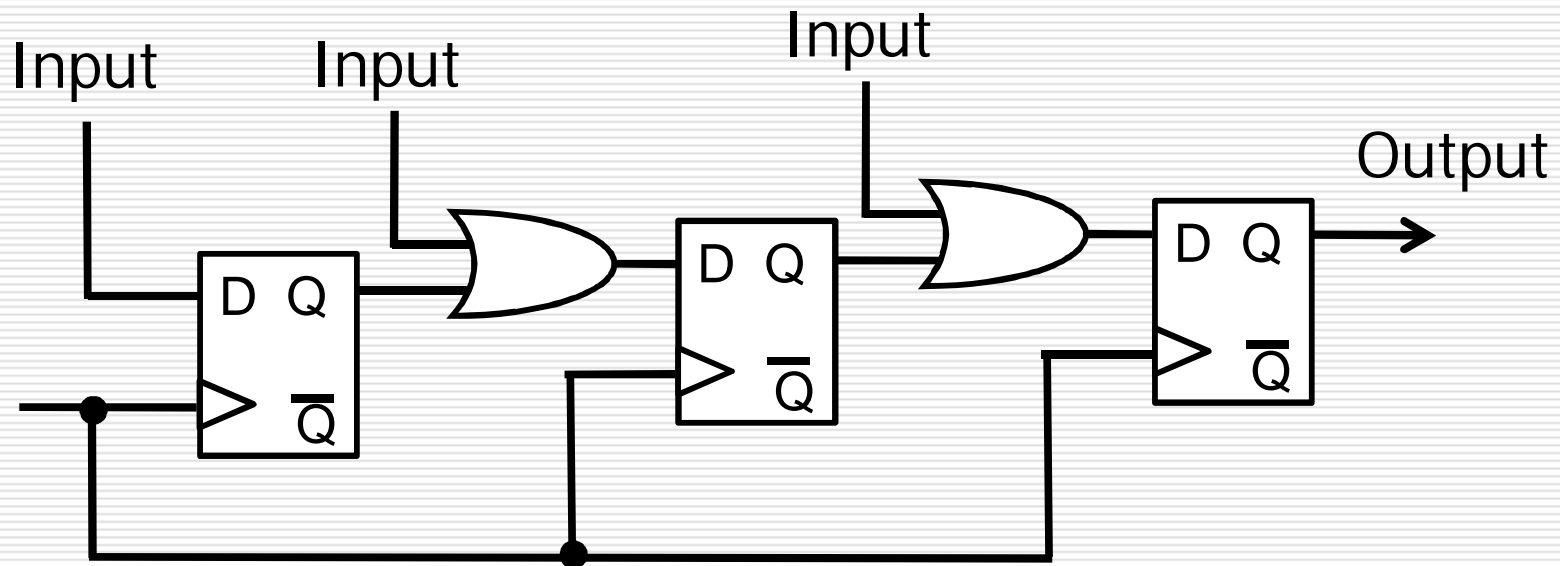 Input
Input
Input
Output
D Q
Q̅
D Q
Q̅
D Q
Q̅